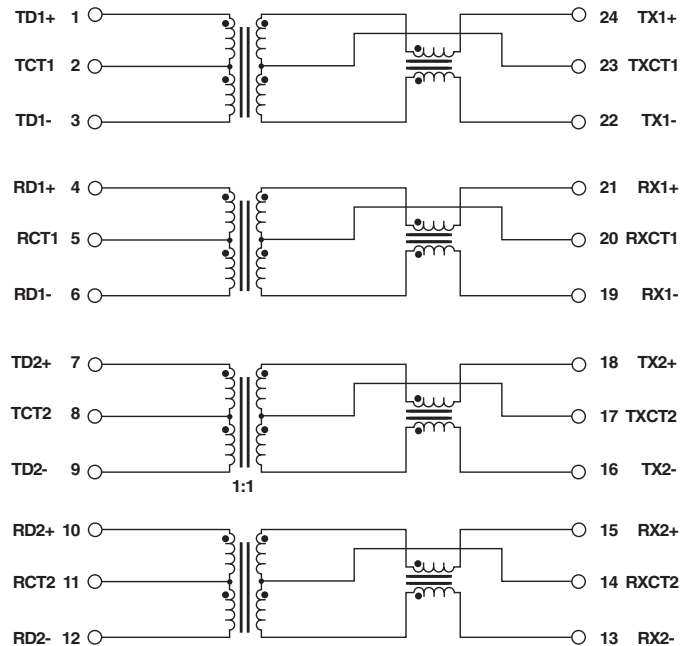 TD1+ 1 24 TX1+
TCT1 2 23 TXCT1
TD1- 3 22 TX1-
RD1+ 4 21 RX1+
RCT1 5 20 RXCT1
RD1- 6 19 RX1-
TD2+ 7 18 TX2+
TCT2 8 17 TXCT2
TD2- 9 16 TX2-
1:1
RD2+ 10 15 RX2+
RCT2 11 14 RXCT2
RD2- 12 13 RX2-